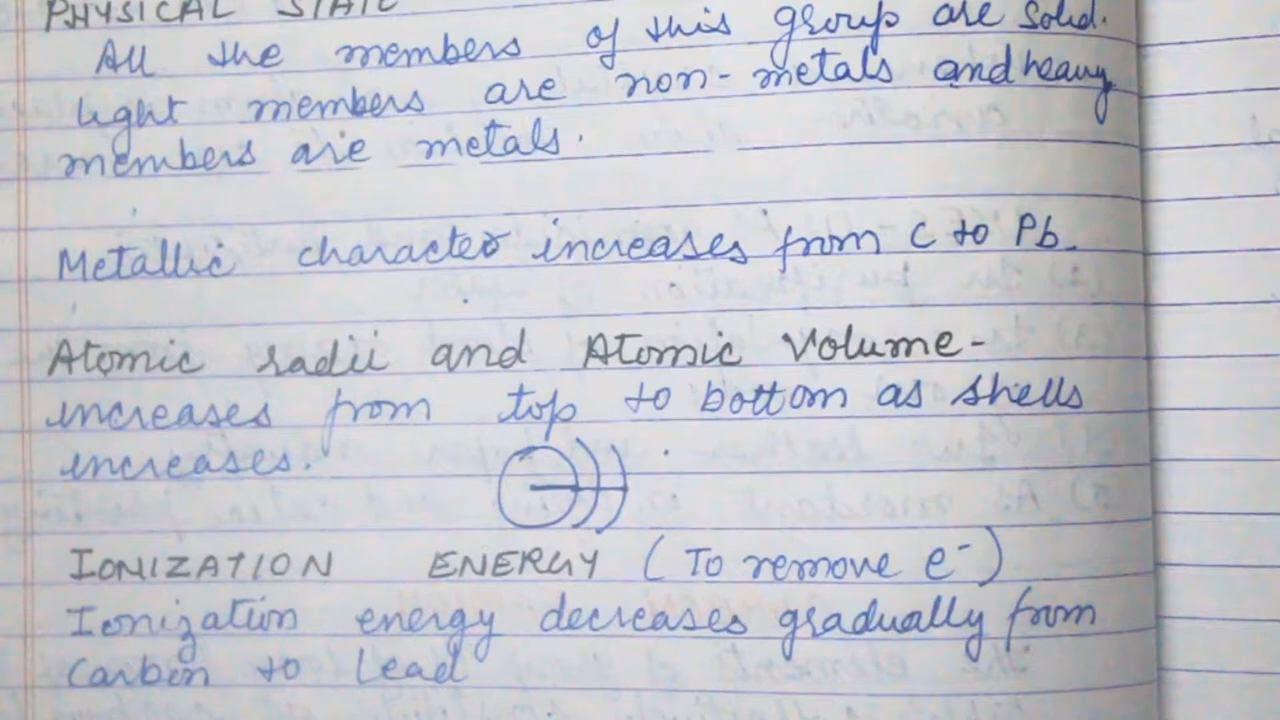 PHYSICAL STATE
All the members of this group are solid.
light members are non-metals and heavy
members are metals.
Metallic character increases from C to Pb.
Atomic radii and Atomic Volume-
increases from top to bottom as shells
increases.
IONIZATION ENERGY (To remove e⁻)
Ionization energy decreases gradually from
Carbon to Lead